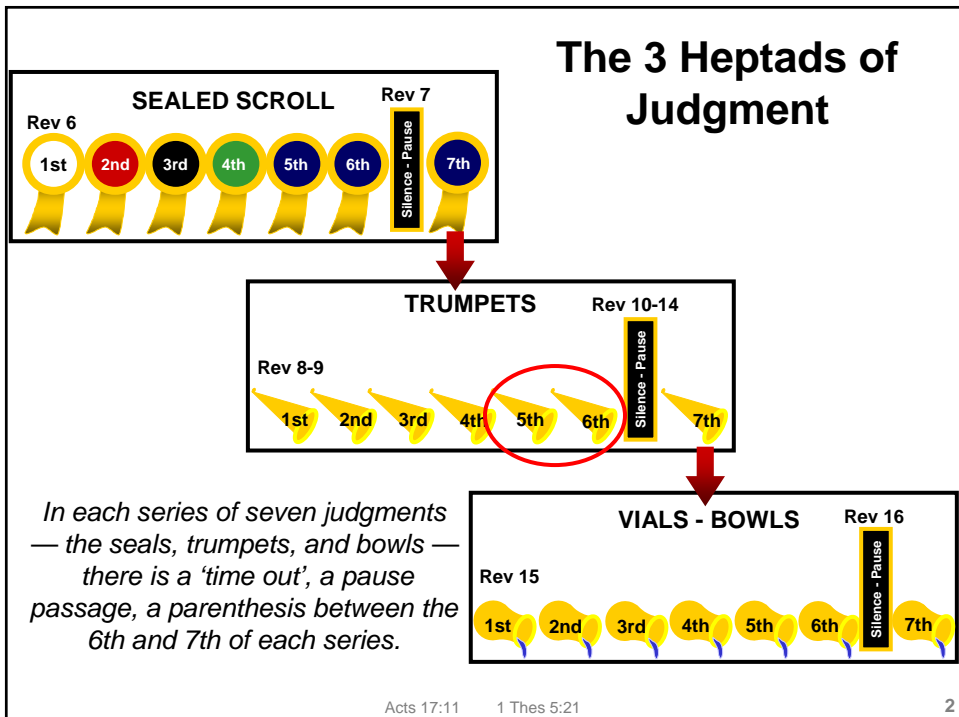 The 3 Heptads of
Judgment
SEALED SCROLL
Rev 7
Rev 6
1st 2nd 3rd 4th 5th 6th Silence - Pause 7th
TRUMPETS
Rev 10-14
Rev 8-9
1st 2nd 3rd 4th 5th 6th Silence - Pause 7th
In each series of seven judgments
— the seals, trumpets, and bowls —
there is a ‘time out’, a pause
passage, a parenthesis between the
6th and 7th of each series.
VIALS - BOWLS
Rev 16
Rev 15
1st 2nd 3rd 4th 5th 6th Silence - Pause 7th
Acts 17:11 1 Thes 5:21
2